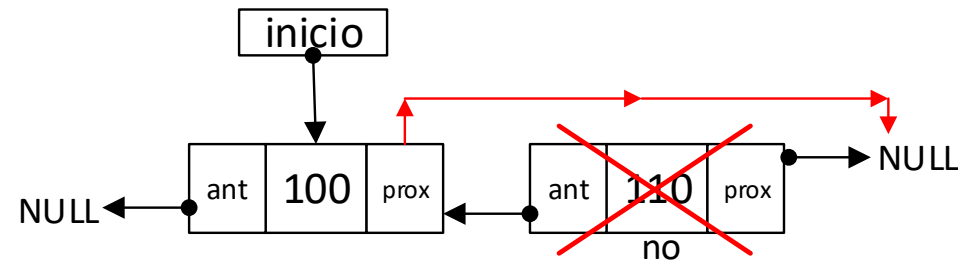 inicio
NULL
ant 100 prox
ant 110 prox
NULL
no